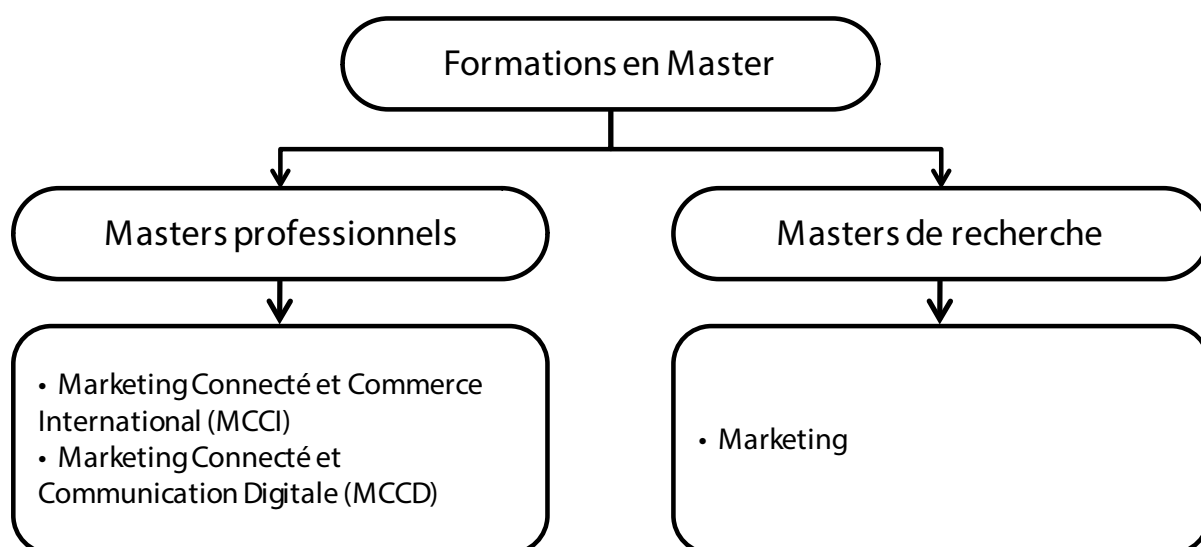 Formations en Master
Masters professionnels
Masters de recherche
• Marketing Connecté et Commerce
International (MCCI)
• Marketing Connecté et
Communication Digitale (MCCD)
• Marketing